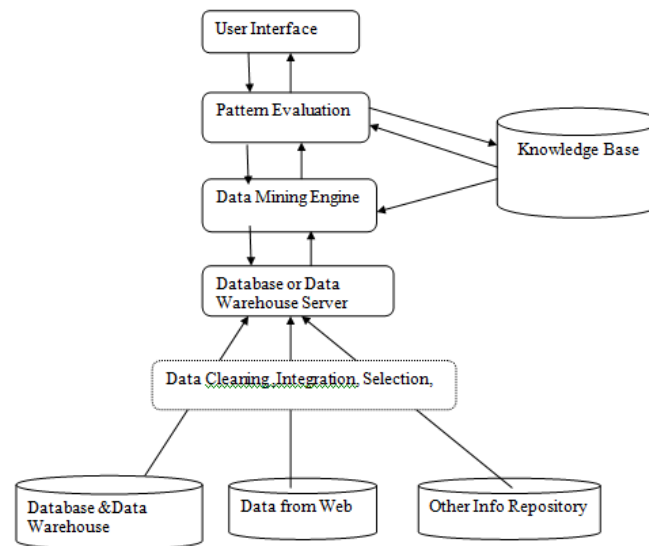 User Interface
Pattern Evaluation
Knowledge Base
Data Mining Engine
Database or Data
Warehouse Server
Data Cleaning ,Integration, Selection,
Database &Data
Warehouse
Data from Web
Other Info Repository